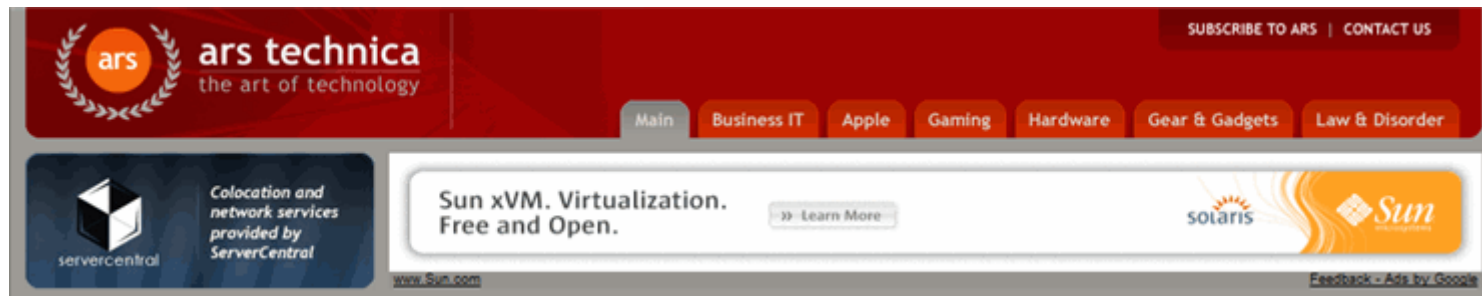 SUBSCRIBE TO ARS | CONTACT US
ars
ars technica
the art of technology
Main Business IT Apple Gaming Hardware Gear & Gadgets Law & Disorder
servercentral
Colocation and
network services
provided by
ServerCentral
Sun xVM. Virtualization.
Free and Open.
» Learn More
solaris
Sun
microsystems
www.Sun.com
Feedback - Ads by Google